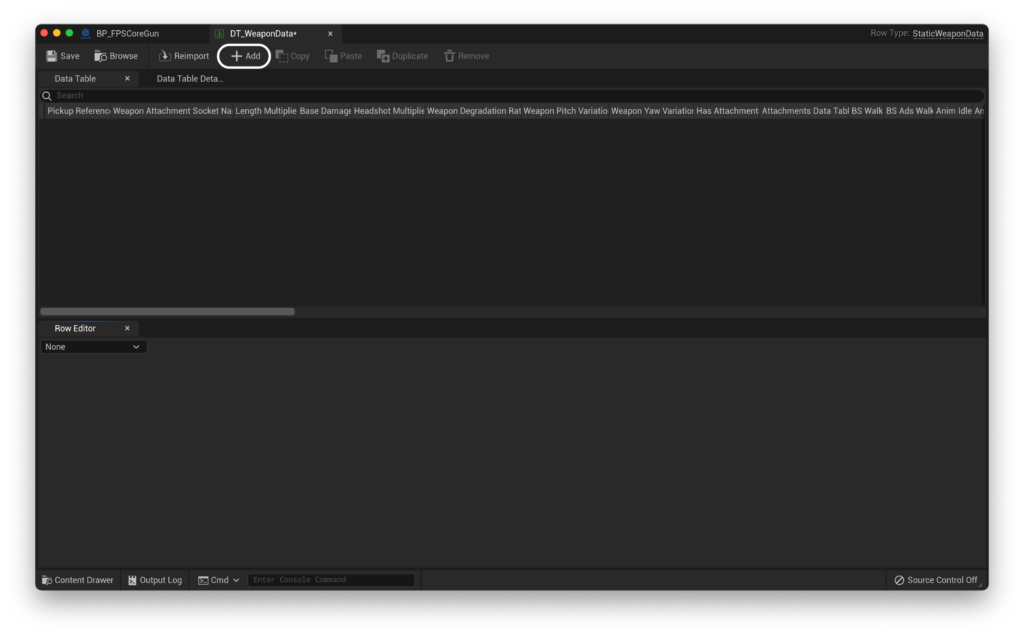 BP_FPSCoreGun DT_WeaponData* × Row Type: StaticWeaponData
Save Browse Reimport Add Copy Paste Duplicate Remove
Data Table × Data Table Deta...
Search
Pickup Referenc Weapon Attachment Socket Na Length Multiplie Base Damage Headshot Multiplie Weapon Degradation Rat Weapon Pitch Variatio Weapon Yaw Variation Has Attachment Attachments Data Tabl BS Walk BS Ads Walk Anim Idle An
Row Editor ×
None
Content Drawer Output Log Cmd Enter Console Command Source Control Off